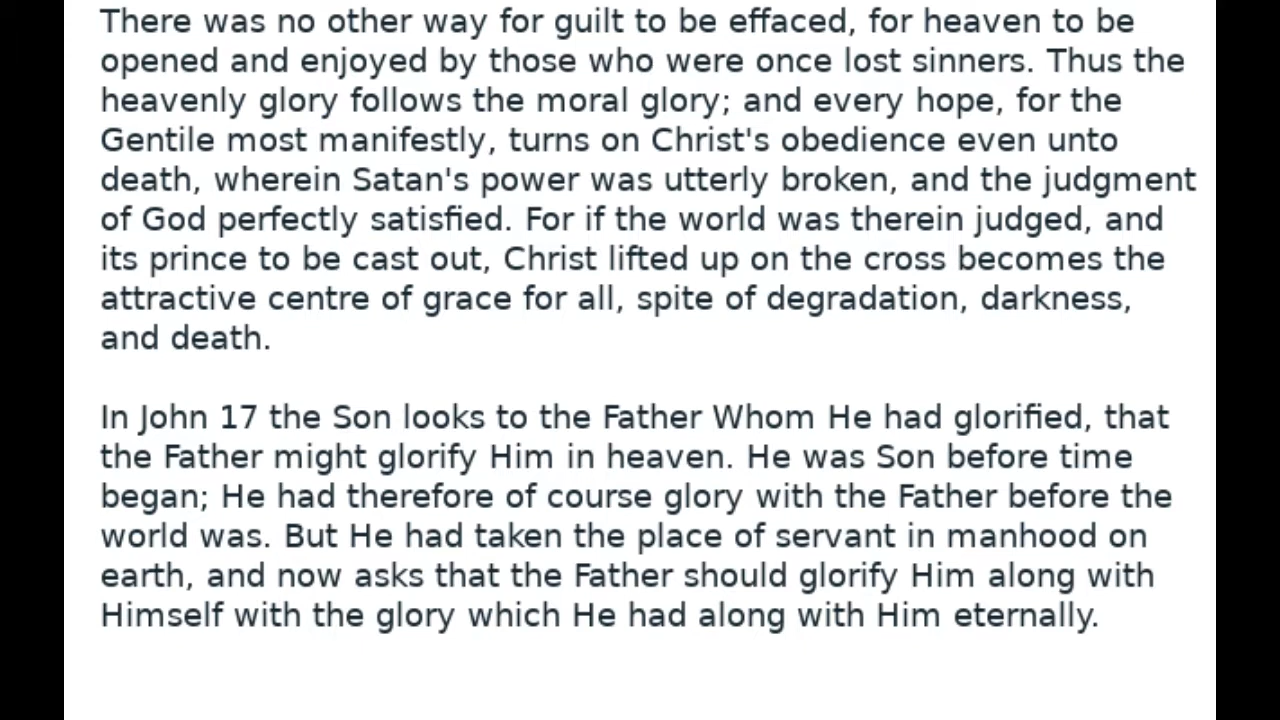 There was no other way for guilt to be effaced, for heaven to be
opened and enjoyed by those who were once lost sinners. Thus the
heavenly glory follows the moral glory; and every hope, for the
Gentile most manifestly, turns on Christ's obedience even unto
death, wherein Satan's power was utterly broken, and the judgment
of God perfectly satisfied. For if the world was therein judged, and
its prince to be cast out, Christ lifted up on the cross becomes the
attractive centre of grace for all, spite of degradation, darkness,
and death.
In John 17 the Son looks to the Father Whom He had glorified, that
the Father might glorify Him in heaven. He was Son before time
began; He had therefore of course glory with the Father before the
world was. But He had taken the place of servant in manhood on
earth, and now asks that the Father should glorify Him along with
Himself with the glory which He had along with Him eternally.